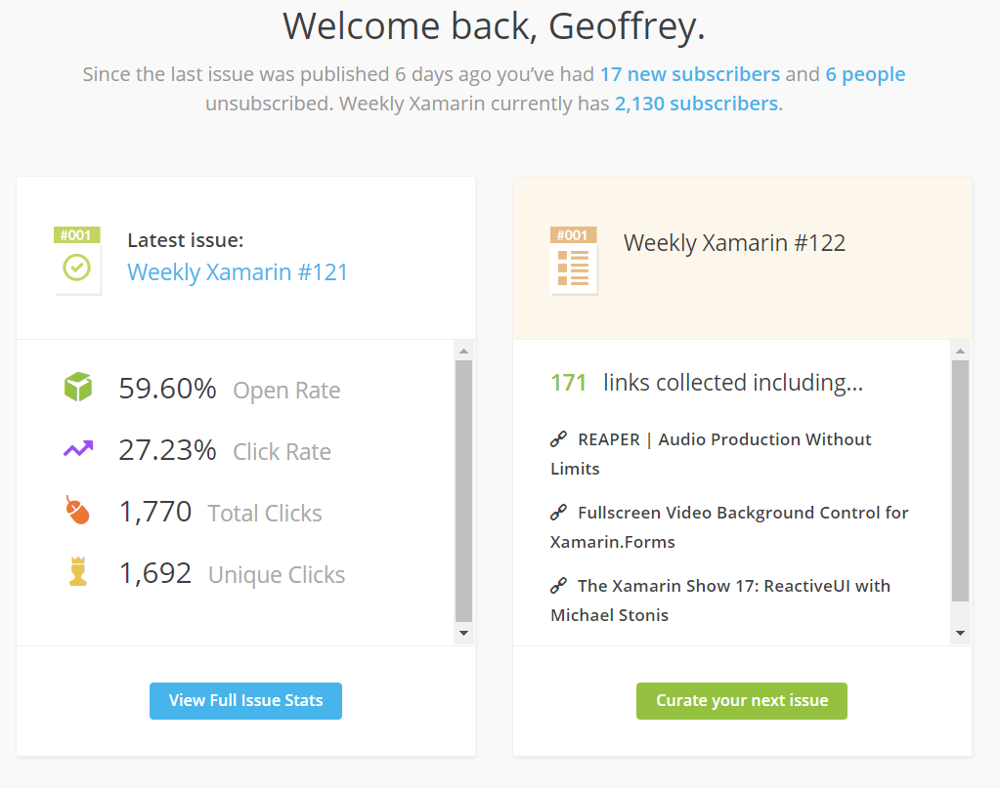 Welcome back, Geoffrey.
Since the last issue was published 6 days ago you’ve had 17 new subscribers and 6 people
unsubscribed. Weekly Xamarin currently has 2,130 subscribers.
#001
Latest issue:
Weekly Xamarin #121
59.60% Open Rate
27.23% Click Rate
1,770 Total Clicks
1,692 Unique Clicks
View Full Issue Stats
#001
Weekly Xamarin #122
171 links collected including...
REAPER | Audio Production Without
Limits
Fullscreen Video Background Control for
Xamarin.Forms
The Xamarin Show 17: ReactiveUI with
Michael Stonis
Curate your next issue